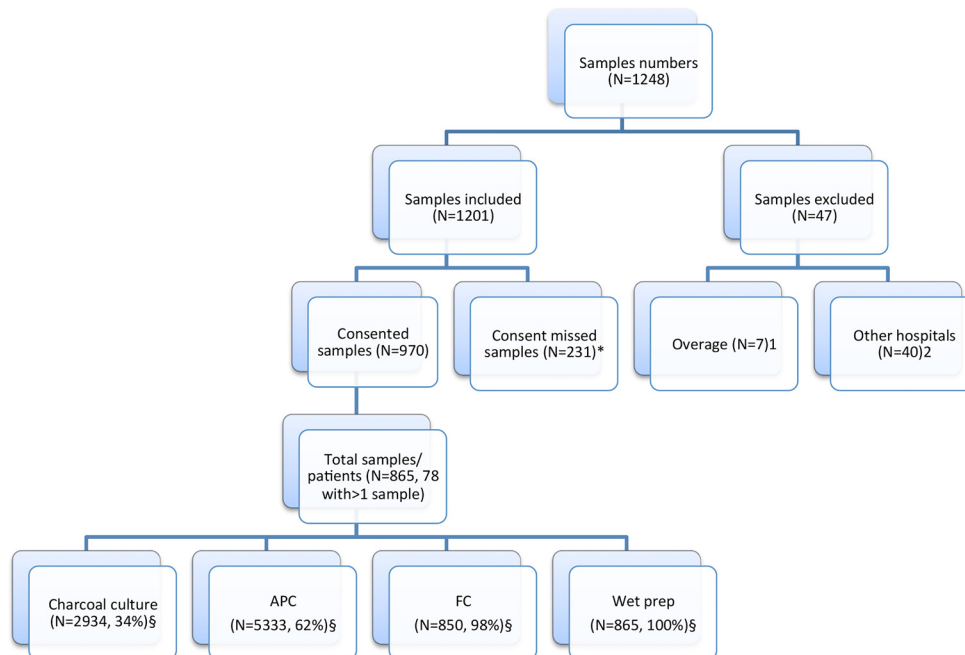 Samples numbers
(N=1248)
Samples included
(N=1201)
Samples excluded
(N=47)
Consented
samples (N=970)
Consent missed
samples (N=231)*
Overage (N=7)1
Other hospitals
(N=40)2
Total samples/
patients (N=865, 78
with>1 sample)
Charcoal culture
(N=2934, 34%)§
APC
(N=5333, 62%)§
FC
(N=850, 98%)§
Wet prep
(N=865, 100%)§